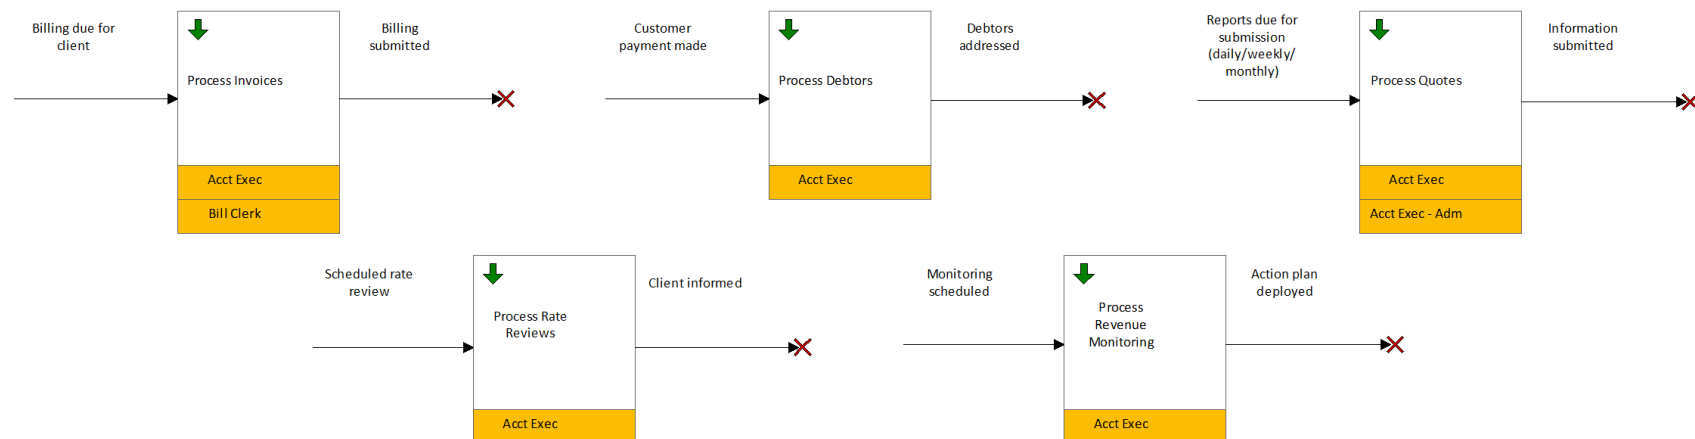 Billing due for
client
Process Invoices
Billing
submitted
Acct Exec
Bill Clerk
Customer
payment made
Process Debtors
Debtors
addressed
Acct Exec
Reports due for
submission
(daily/weekly/
monthly)
Process Quotes
Information
submitted
Acct Exec
Acct Exec - Adm
Scheduled rate
review
Process Rate
Reviews
Client informed
Acct Exec
Monitoring
scheduled
Process
Revenue
Monitoring
Action plan
deployed
Acct Exec